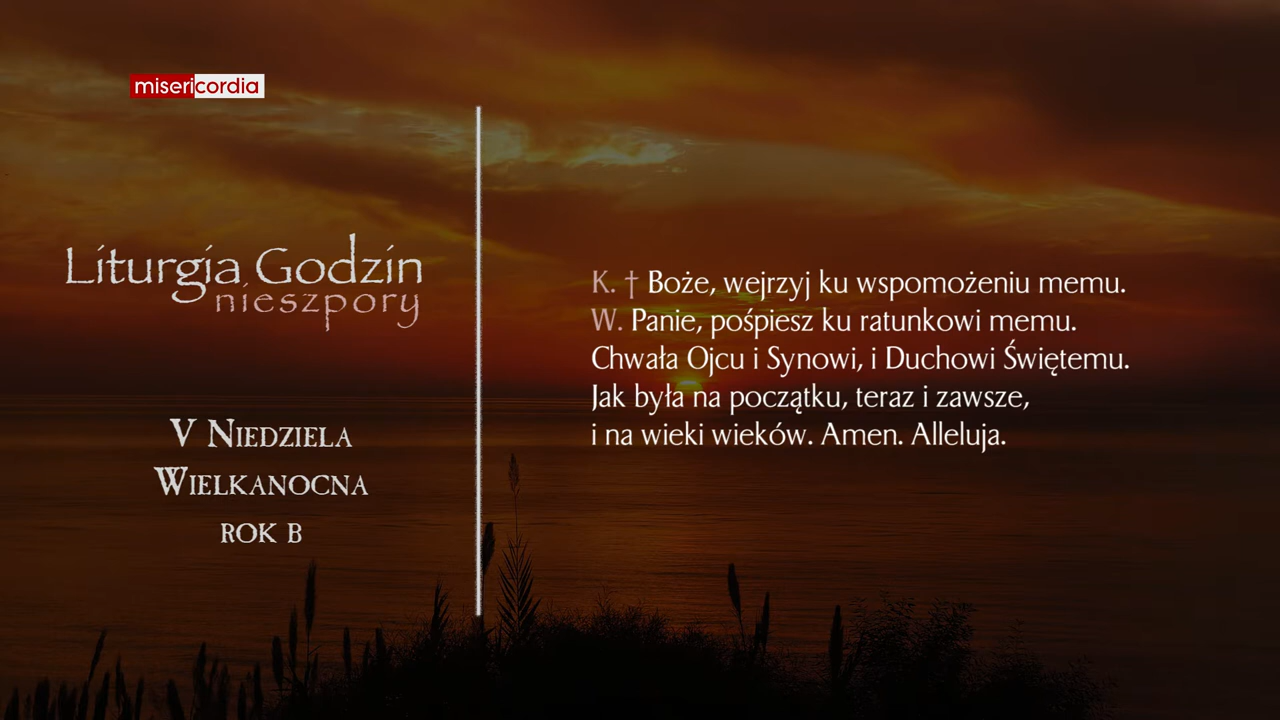 misericordia
Liturgia Godzin
nieszpory
V Niedziela
Wielkanocna
rok B
K. † Boże, wejrzyj ku wspomożeniu memu.
W. Panie, pośpiesz ku ratunkowi memu.
Chwała Ojcu i Synowi, i Duchowi Świętemu.
Jak była na początku, teraz i zawsze,
i na wieki wieków. Amen. Alleluja.